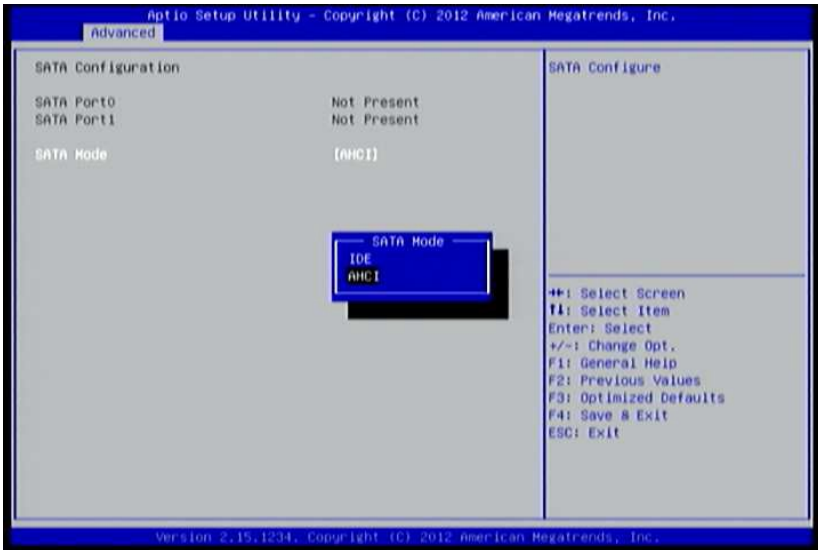 Aptio Setup Utility - Copyright (C) 2012 American Megatrends, Inc.
Advanced
SATA Configuration
SATA Port0 Not Present
SATA Port1 Not Present
SATA Mode [AHCI]
SATA Mode
IDE
AHCI
SATA Configure
→←: Select Screen
↑↓: Select Item
Enter: Select
+/-: Change Opt.
F1: General Help
F2: Previous Values
F3: Optimized Defaults
F4: Save & Exit
ESC: Exit
Version 2.15.1234. Copyright (C) 2012 American Megatrends, Inc.